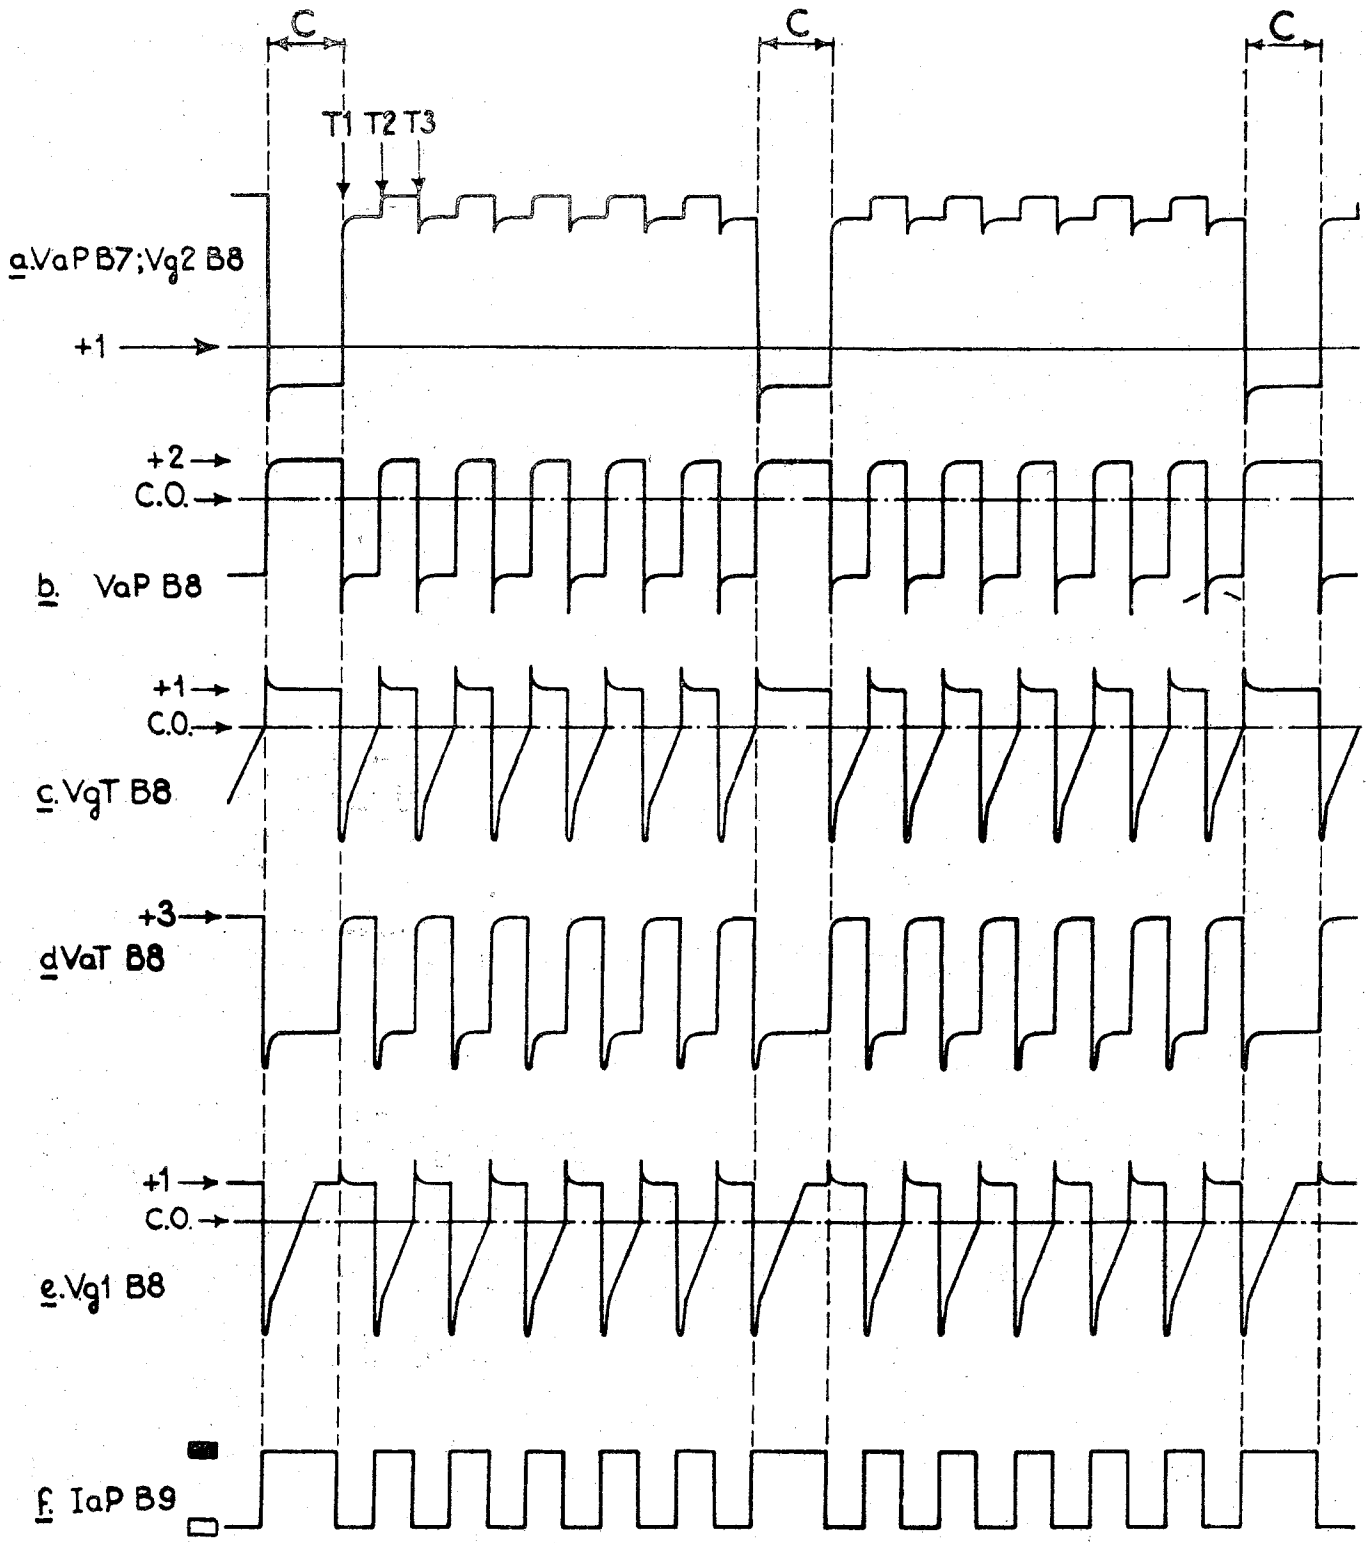 C C C
T1 T2 T3
a. VaP B7; Vg2 B8
+1
+2
C.O.
b. VaP B8
+1
C.O.
c. VgT B8
+3
d VaT B8
+1
C.O.
e. Vg1 B8
f. IaP B9